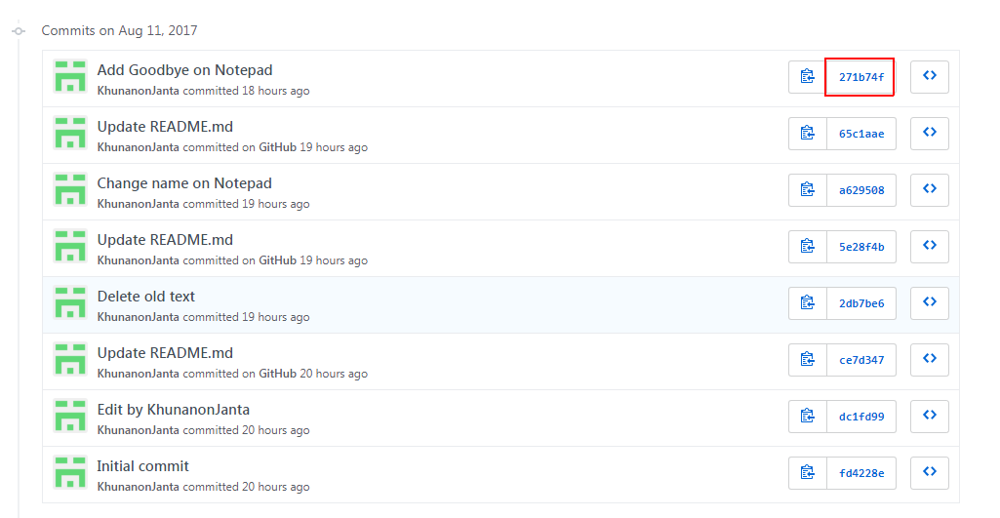 Commits on Aug 11, 2017
Add Goodbye on Notepad
KhunanonJanta committed 18 hours ago
271b74f
Update README.md
KhunanonJanta committed on GitHub 19 hours ago
65c1aae
Change name on Notepad
KhunanonJanta committed 19 hours ago
a629508
Update README.md
KhunanonJanta committed on GitHub 19 hours ago
5e28f4b
Delete old text
KhunanonJanta committed 19 hours ago
2db7be6
Update README.md
KhunanonJanta committed on GitHub 20 hours ago
ce7d347
Edit by KhunanonJanta
KhunanonJanta committed 20 hours ago
dc1fd99
Initial commit
KhunanonJanta committed 20 hours ago
fd4228e